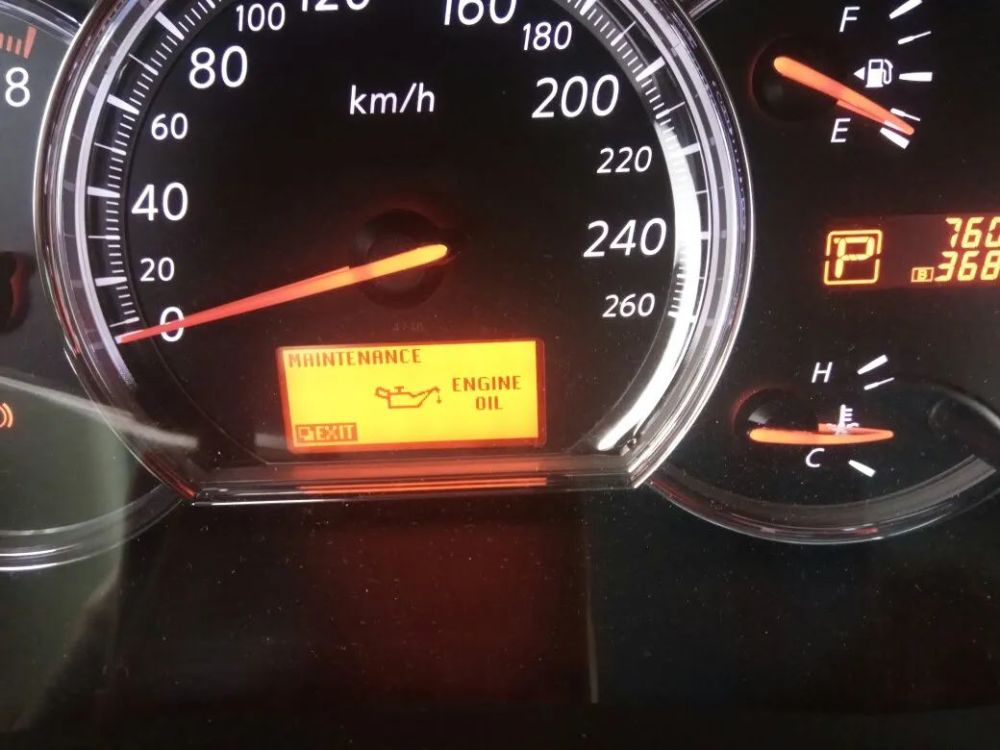 8
100
120
160
180
80
km/h
200
60
220
40
240
20
260
0
F
E
P
760
B 368
H
C
MAINTENANCE
ENGINE
OIL
EXIT